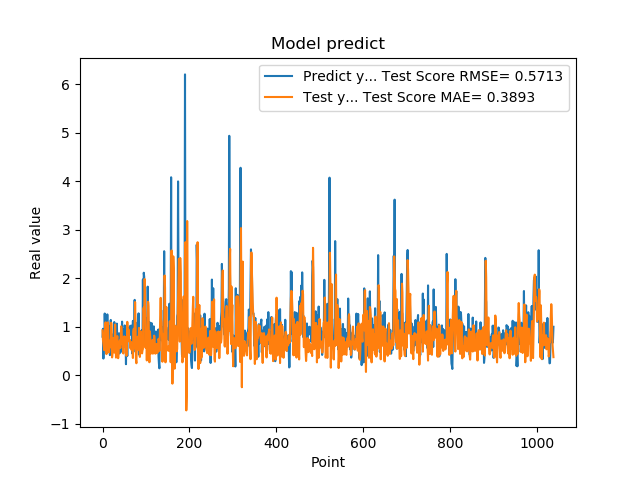 Model predict
Predict y... Test Score RMSE= 0.5713
Test y... Test Score MAE= 0.3893
Real value
6
5
4
3
2
1
0
−1
0 200 400 600 800 1000
Point